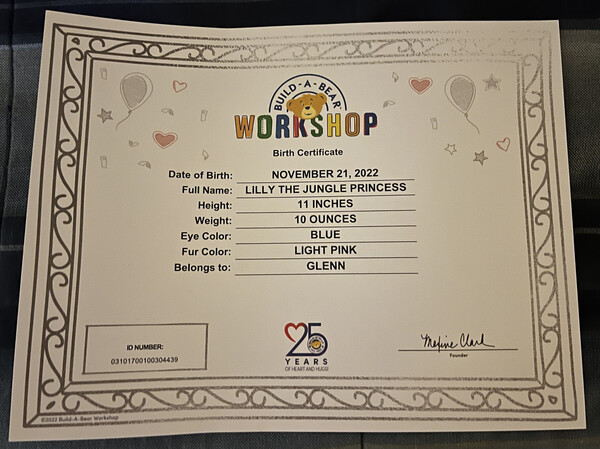 BUILD-A-BEAR
WORKSHOP
Birth Certificate
Date of Birth: NOVEMBER 21, 2022
Full Name: LILLY THE JUNGLE PRINCESS
Height: 11 INCHES
Weight: 10 OUNCES
Eye Color: BLUE
Fur Color: LIGHT PINK
Belongs to: GLENN
ID NUMBER:
03101700100304439
25
YEARS
OF HEART AND HUGS!
Maxine Clark
Founder
©2022 Build-A-Bear Workshop